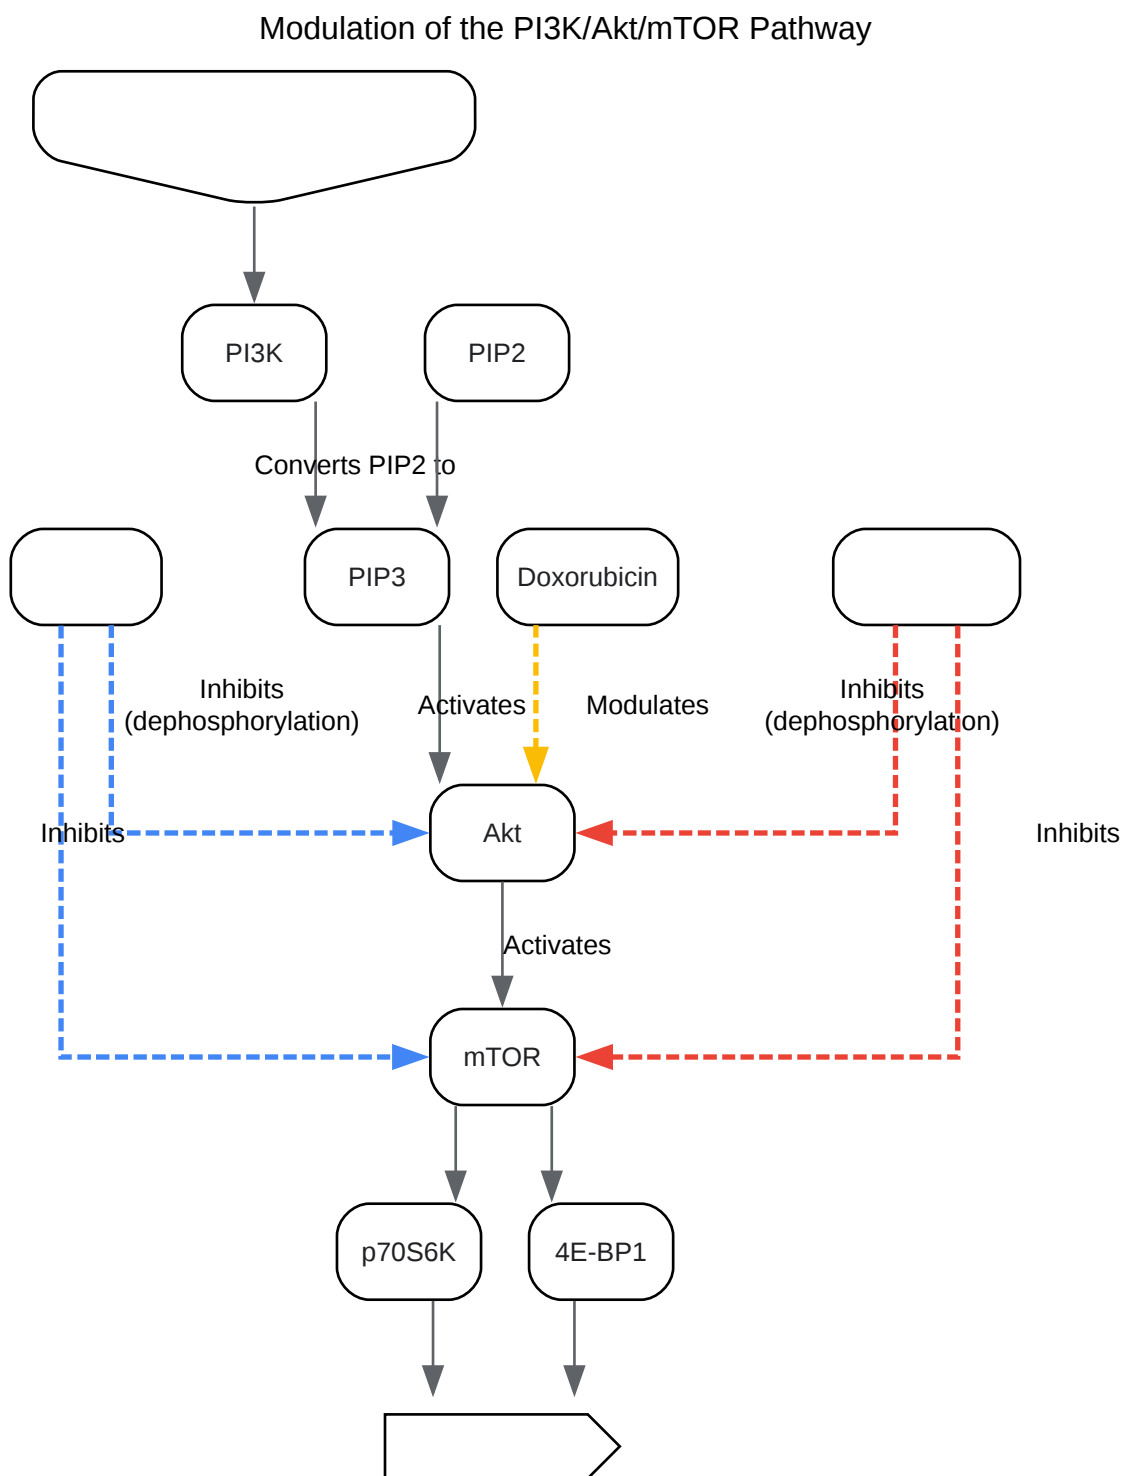 Modulation of the PI3K/Akt/mTOR Pathway
PI3K
PIP2
Converts PIP2 to
PIP3
Doxorubicin
Inhibits
(dephosphorylation)
Activates
Modulates
Inhibits
(dephosphorylation)
Inhibits
Akt
Inhibits
Activates
mTOR
p70S6K
4E-BP1